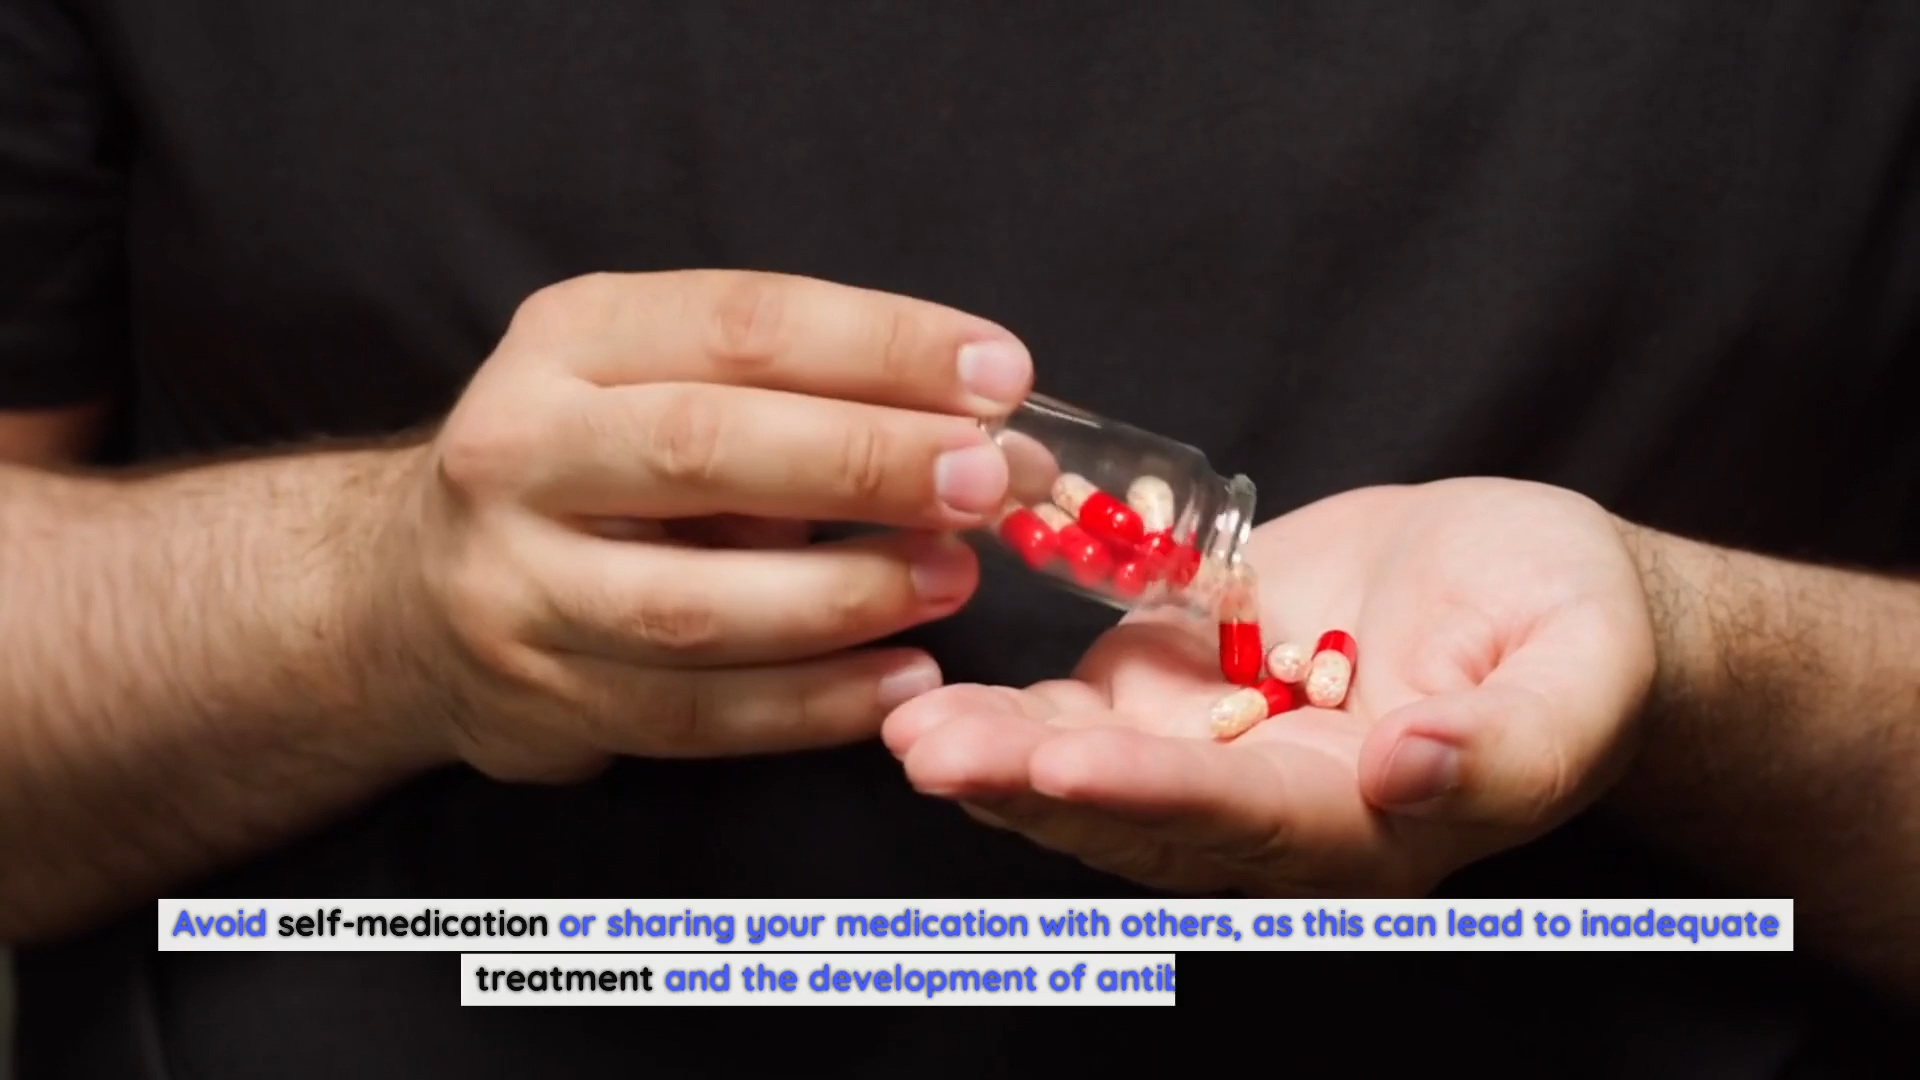 Avoid self-medication or sharing your medication with others, as this can lead to inadequate
treatment and the development of